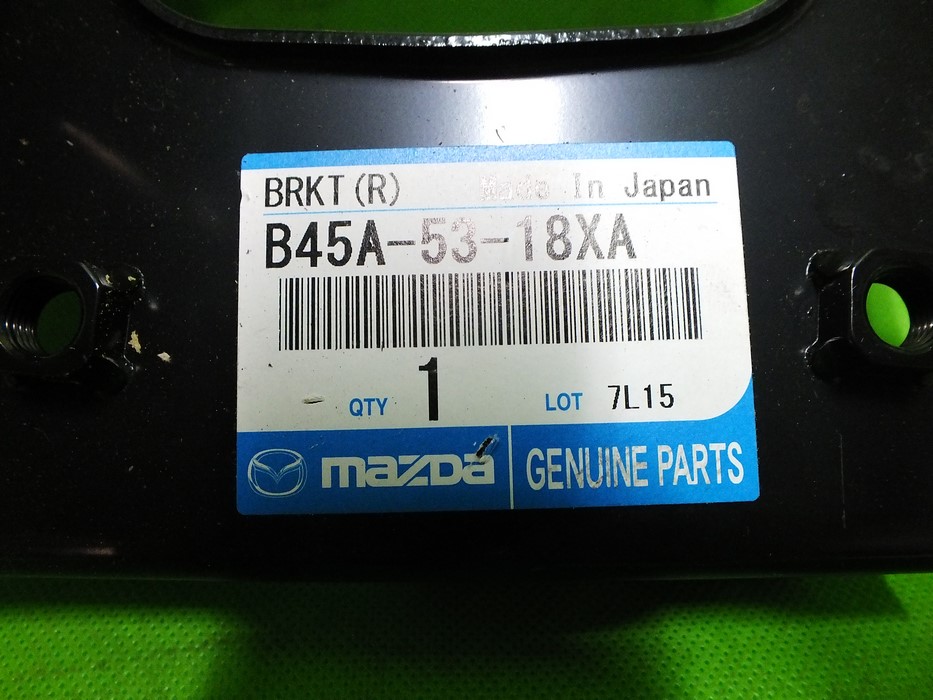 BRKT(R) Made In Japan
B45A-53-18XA
QTY 1 LOT 7L15
mazda GENUINE PARTS